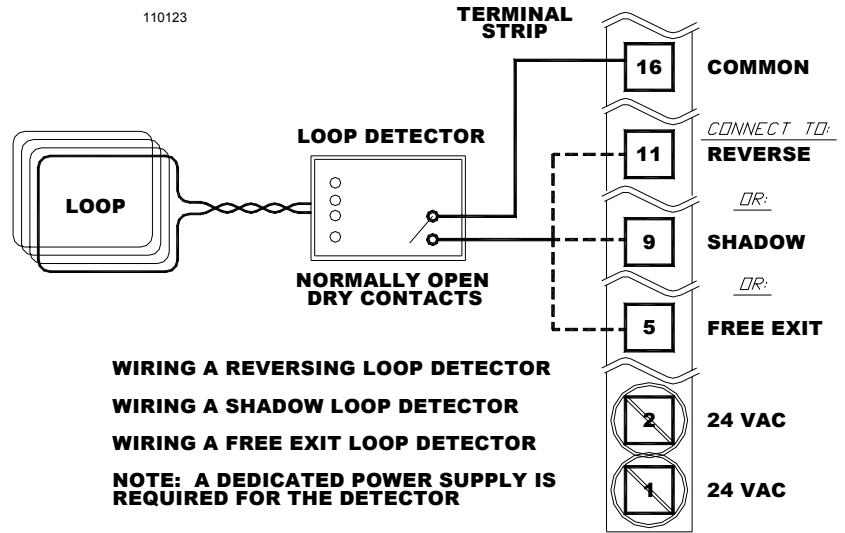 110123
TERMINAL
STRIP
16
COMMON
CONNECT TO:
LOOP DETECTOR
11
REVERSE
LOOP
OR:
9
SHADOW
NORMALLY OPEN
DRY CONTACTS
OR:
5
FREE EXIT
WIRING A REVERSING LOOP DETECTOR
WIRING A SHADOW LOOP DETECTOR
2
24 VAC
WIRING A FREE EXIT LOOP DETECTOR
NOTE: A DEDICATED POWER SUPPLY IS
REQUIRED FOR THE DETECTOR
1
24 VAC